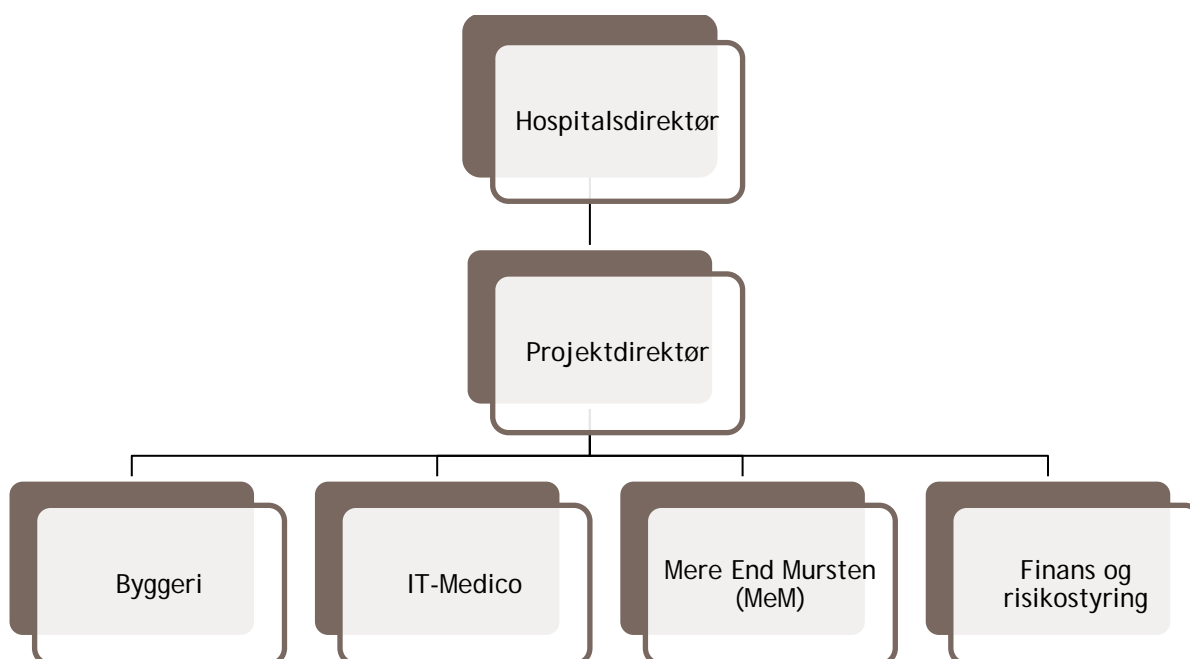 Hospitalsdirektør
Projektdirektør
Byggeri
IT-Medico
Mere End Mursten
(MeM)
Finans og
risikostyring